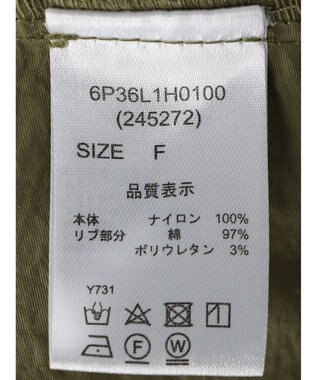 6P36L1H0100
(245272)
SIZE F
品質表示
本体 ナイロン 100%
リブ部分 綿 97%
ポリウレタン 3%
Y731
F W